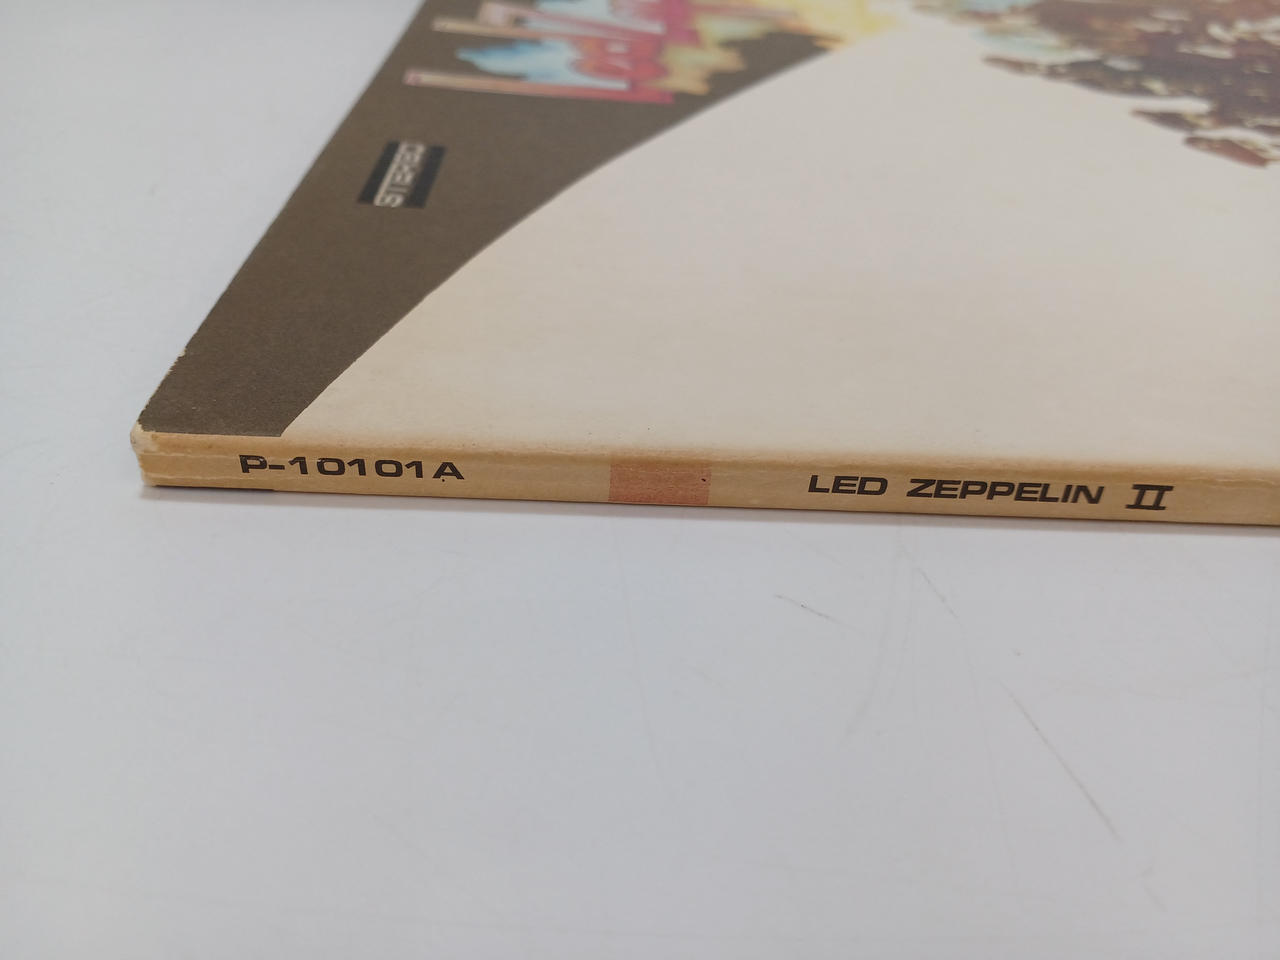 STEREO
P-10101A
LED ZEPPELIN II